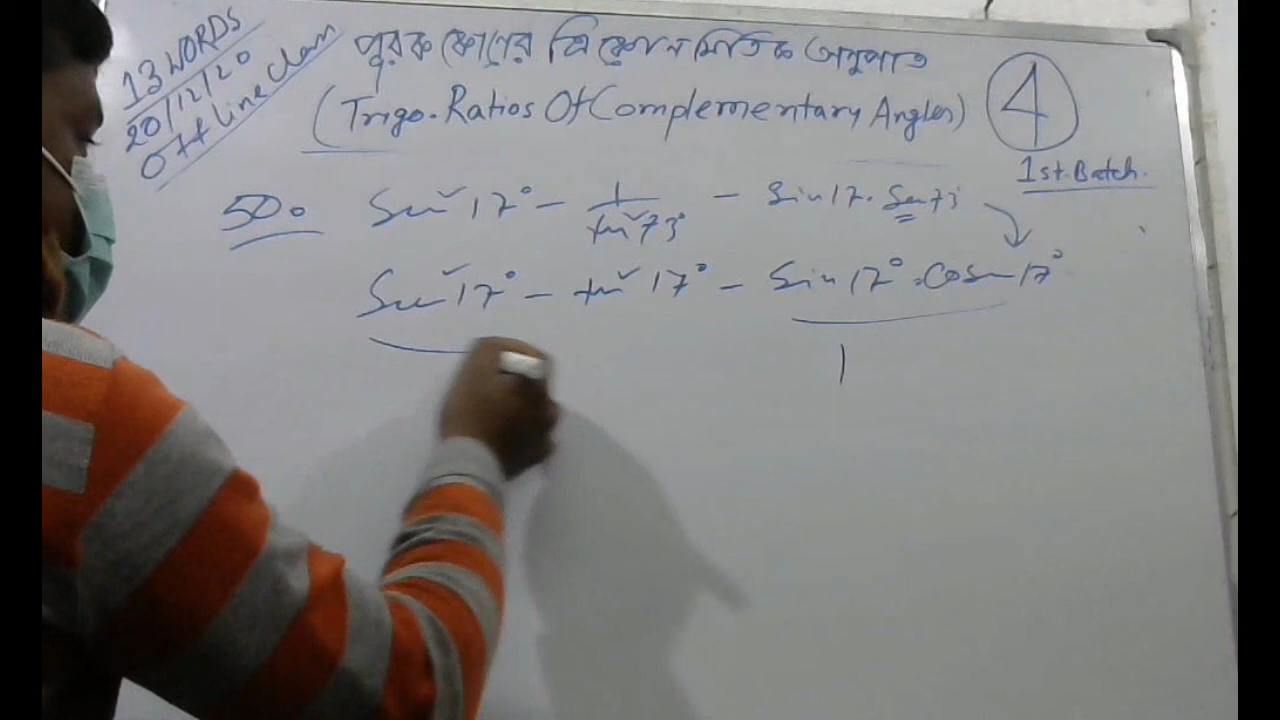 13 WORDS
20/12/20
Off line class
পূরক কোণের ত্রিকোনমিতিক অনুপাত
(Trigo. Ratios Of Complementary Angles)
4
1st. Batch.
50. Sec²17° - 1/tan²73° - Sin17. Sec73°
Sec²17° - tan²17° - Sin17°. Cosec17°
1